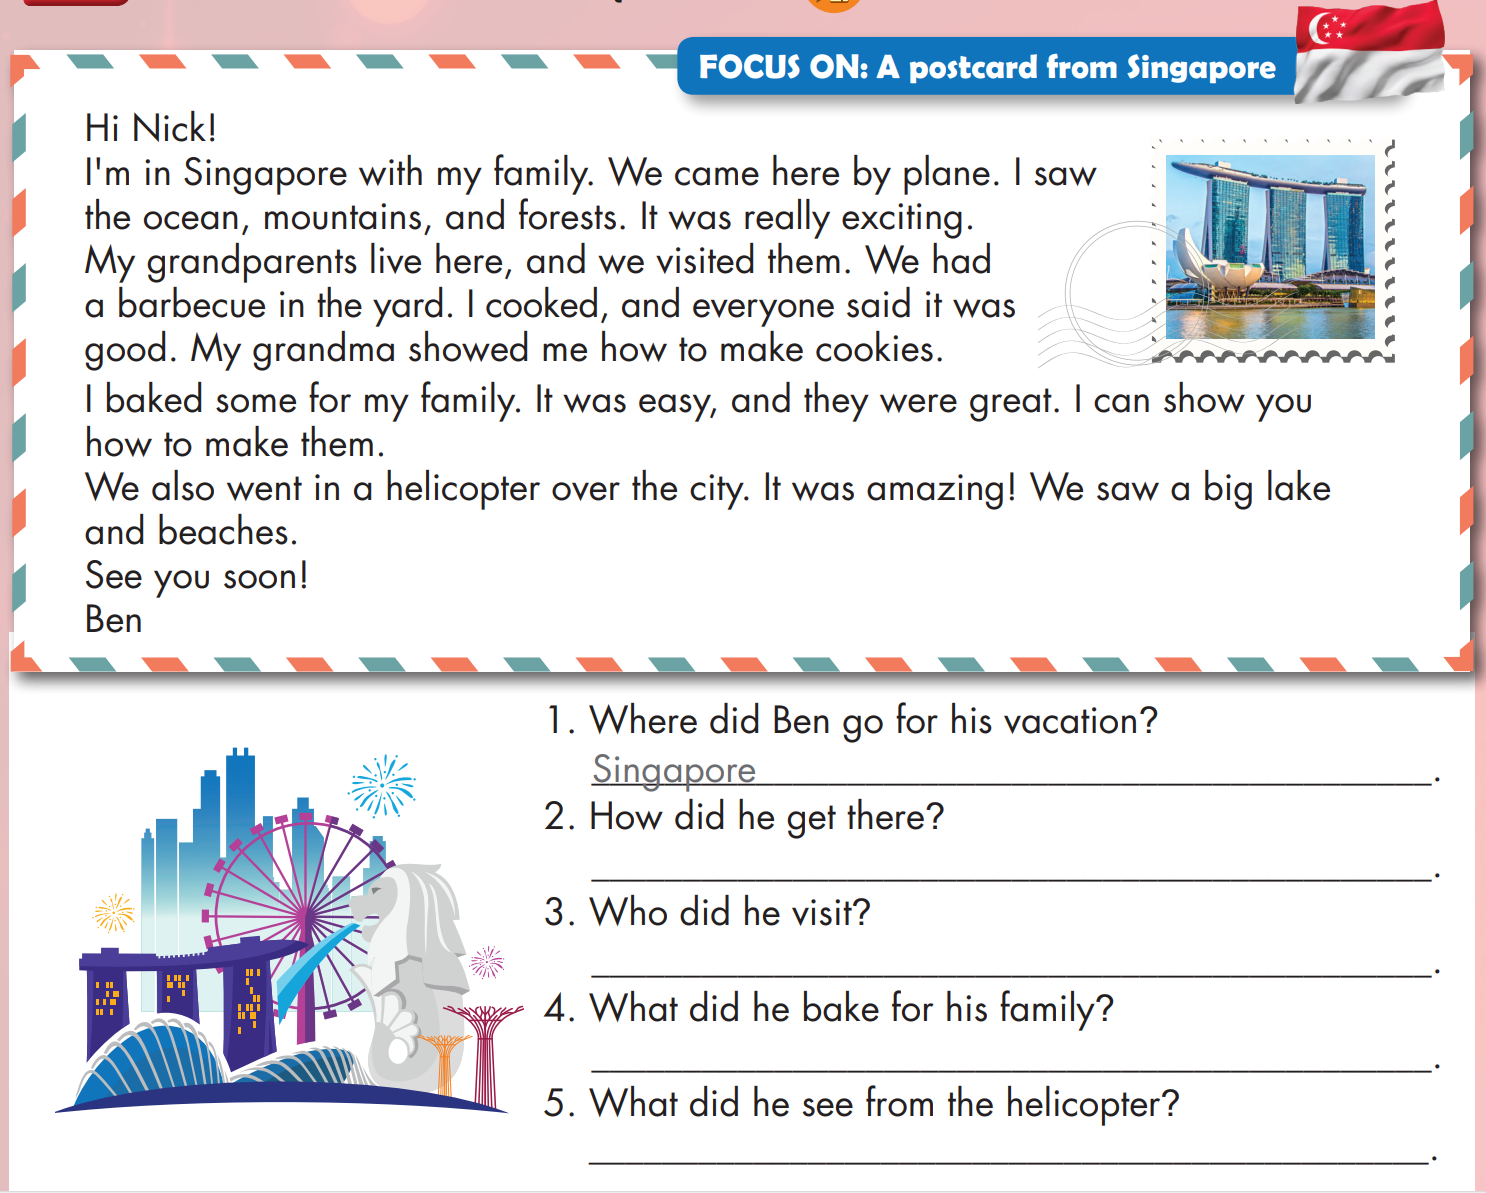 FOCUS ON: A postcard from Singapore
Hi Nick!
I'm in Singapore with my family. We came here by plane. I saw
the ocean, mountains, and forests. It was really exciting.
My grandparents live here, and we visited them. We had
a barbecue in the yard. I cooked, and everyone said it was
good. My grandma showed me how to make cookies.
I baked some for my family. It was easy, and they were great. I can show you
how to make them.
We also went in a helicopter over the city. It was amazing! We saw a big lake
and beaches.
See you soon!
Ben
1. Where did Ben go for his vacation?
Singapore.
2. How did he get there?
.
3. Who did he visit?
.
4. What did he bake for his family?
.
5. What did he see from the helicopter?
.